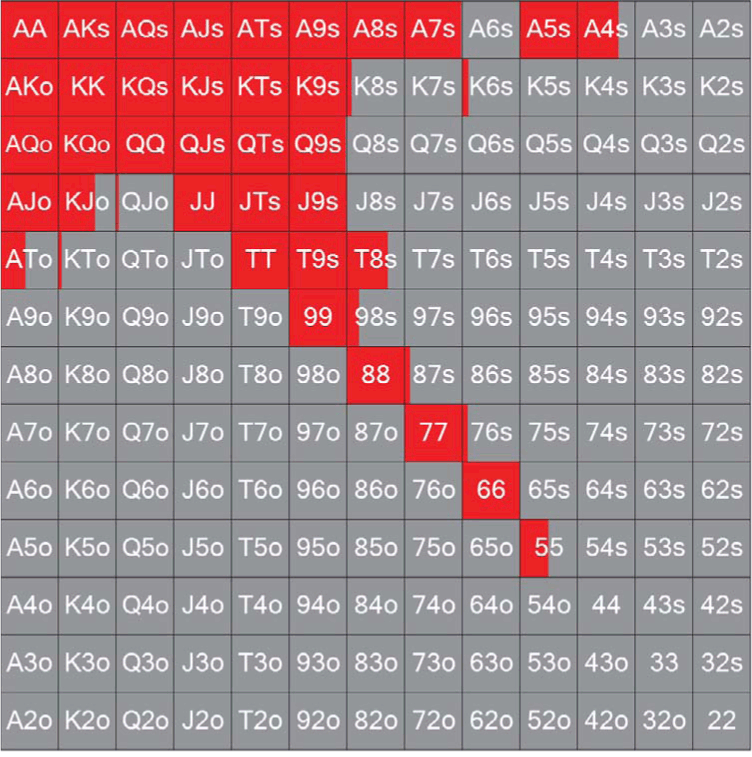 AA AKs AQs AJs ATs A9s A8s A7s A6s A5s A4s A3s A2s
AKo KK KQs KJs KTs K9s K8s K7s K6s K5s K4s K3s K2s
AQo KQo QQ QJs QTs Q9s Q8s Q7s Q6s Q5s Q4s Q3s Q2s
AJo KJo QJo JJ JTs J9s J8s J7s J6s J5s J4s J3s J2s
ATo KTo QTo JTo TT T9s T8s T7s T6s T5s T4s T3s T2s
A9o K9o Q9o J9o T9o 99 98s 97s 96s 95s 94s 93s 92s
A8o K8o Q8o J8o T8o 98o 88 87s 86s 85s 84s 83s 82s
A7o K7o Q7o J7o T7o 97o 87o 77 76s 75s 74s 73s 72s
A6o K6o Q6o J6o T6o 96o 86o 76o 66 65s 64s 63s 62s
A5o K5o Q5o J5o T5o 95o 85o 75o 65o 55 54s 53s 52s
A4o K4o Q4o J4o T4o 94o 84o 74o 64o 54o 44 43s 42s
A3o K3o Q3o J3o T3o 93o 83o 73o 63o 53o 43o 33 32s
A2o K2o Q2o J2o T2o 92o 82o 72o 62o 52o 42o 32o 22